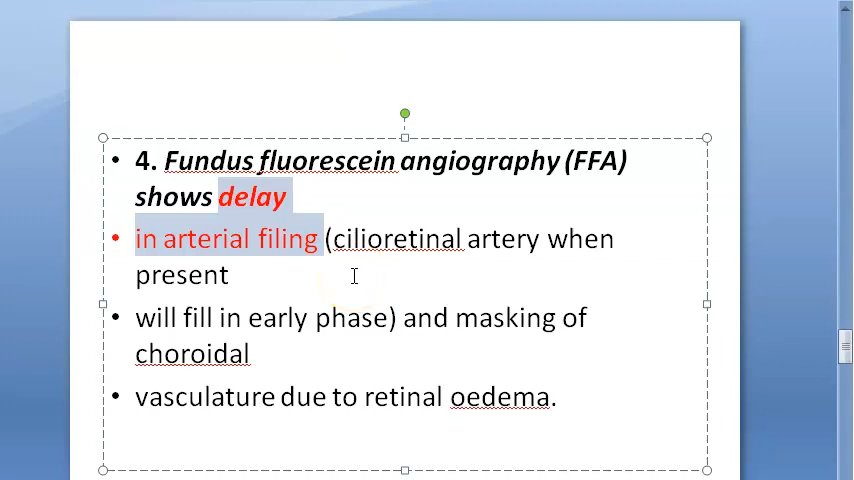 • 4. Fundus fluorescein angiography (FFA)
shows delay
• in arterial filing (cilioretinal artery when
present
• will fill in early phase) and masking of
choroidal
• vasculature due to retinal oedema.